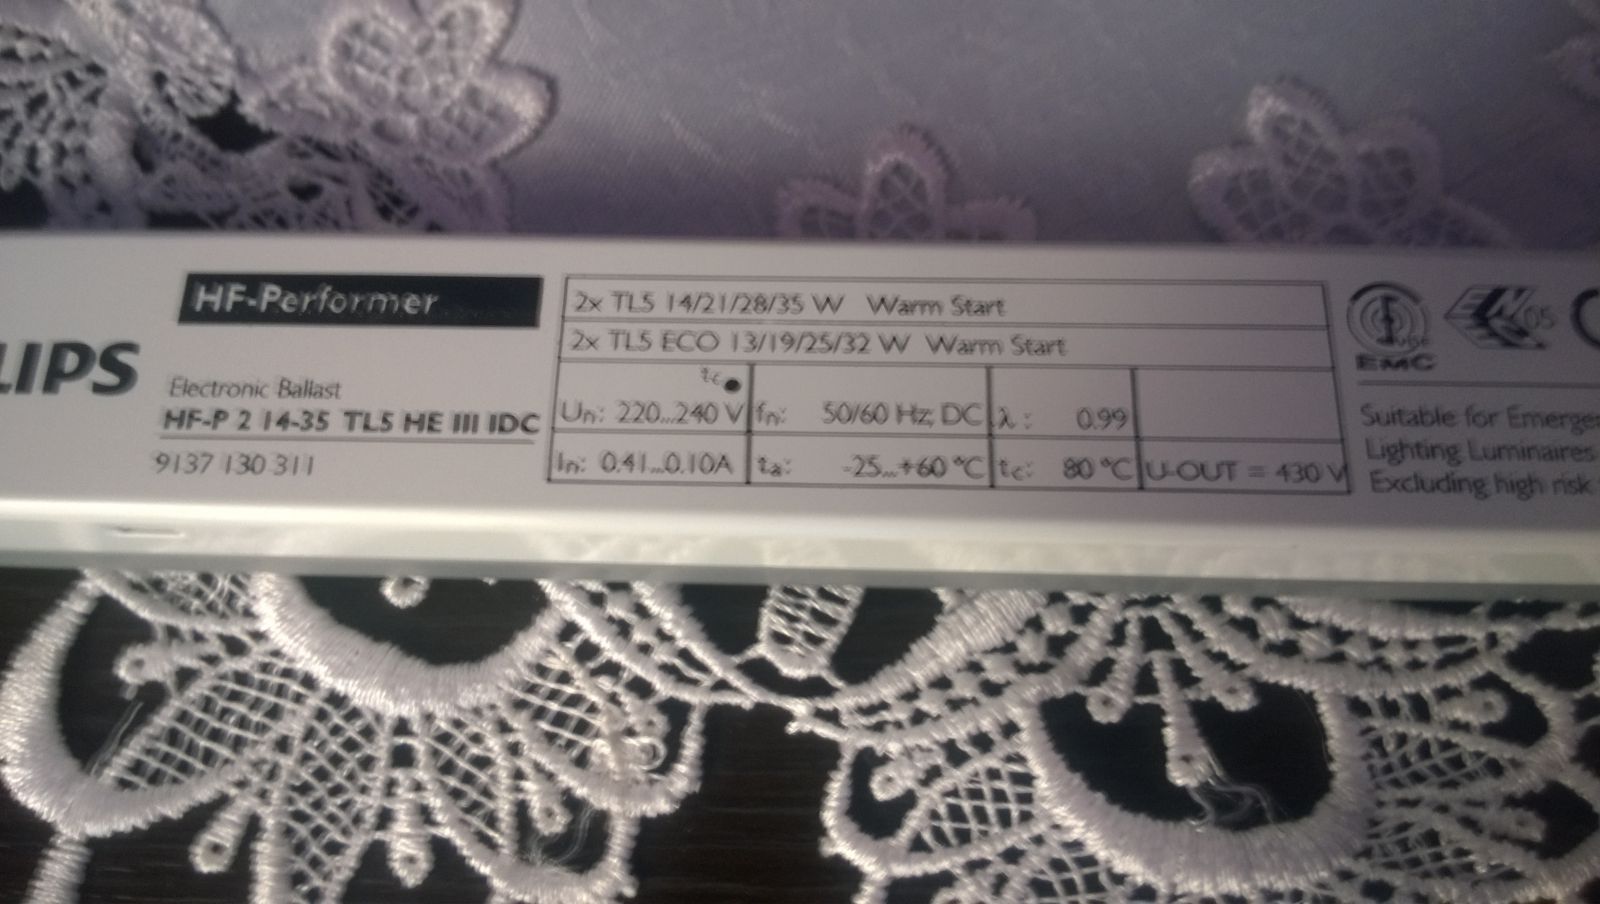 HF-Performer
LIPS
Electronic Ballast
HF-P 2 14-35 TL5 HE III IDC
9137 130 311
2x TL5 14/21/28/35 W Warm Start
2x TL5 ECO 13/19/25/32 W Warm Start
tc
Un: 220...240 V fn: 50/60 Hz, DC λ: 0.99
In: 0.41...0.10A ta: -25...+60 °C tc: 80 °C U-OUT = 430 V
VDE
EMC
05
Suitable for Emerge
Lighting Luminaires
Excluding high risk